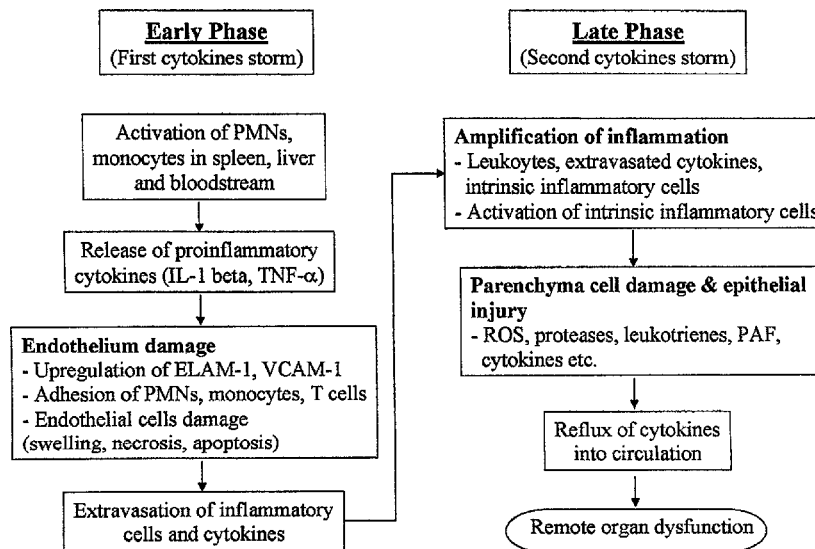 Early Phase
(First cytokines storm)
Activation of PMNs,
monocytes in spleen, liver
and bloodstream
Release of proinflammatory
cytokines (IL-1 beta, TNF-α)
Endothelium damage
- Upregulation of ELAM-1, VCAM-1
- Adhesion of PMNs, monocytes, T cells
- Endothelial cells damage
(swelling, necrosis, apoptosis)
Extravasation of inflammatory
cells and cytokines
Late Phase
(Second cytokines storm)
Amplification of inflammation
- Leukoytes, extravasated cytokines,
intrinsic inflammatory cells
- Activation of intrinsic inflammatory cells
Parenchyma cell damage & epithelial
injury
- ROS, proteases, leukotrienes, PAF,
cytokines etc.
Reflux of cytokines
into circulation
Remote organ dysfunction